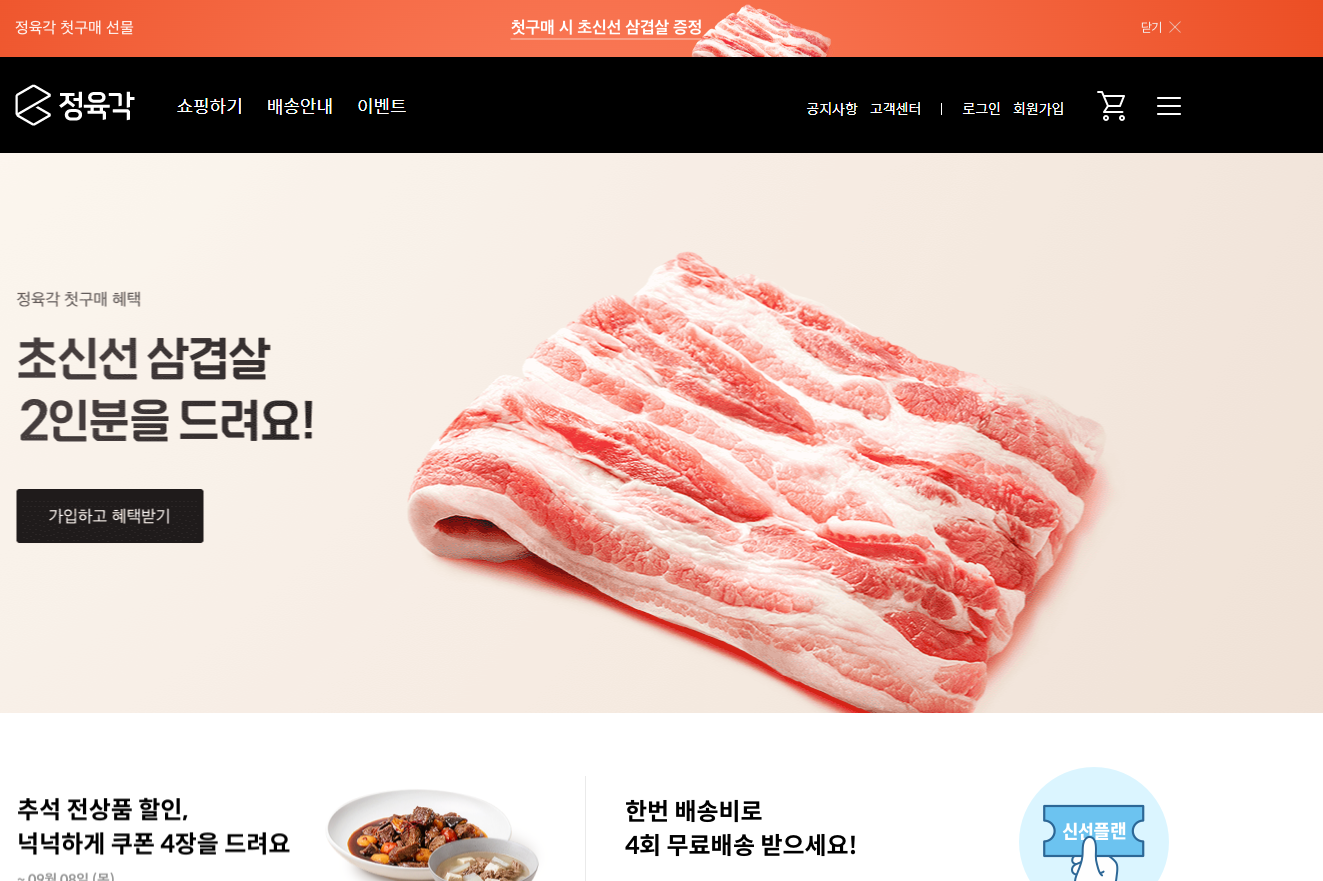 정육각 첫구매 선물
첫구매 시 초신선 삼겹살 증정
닫기
정육각
쇼핑하기 배송안내 이벤트
공지사항 고객센터 | 로그인 회원가입
정육각 첫구매 혜택
초신선 삼겹살
2인분을 드려요!
가입하고 혜택받기
추석 전상품 할인,
넉넉하게 쿠폰 4장을 드려요
~ 09월 08일 (목)
한번 배송비로
4회 무료배송 받으세요!
신선플랜